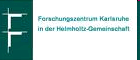 Forschungszentrum Karlsruhe
in der Helmholtz-Gemeinschaft